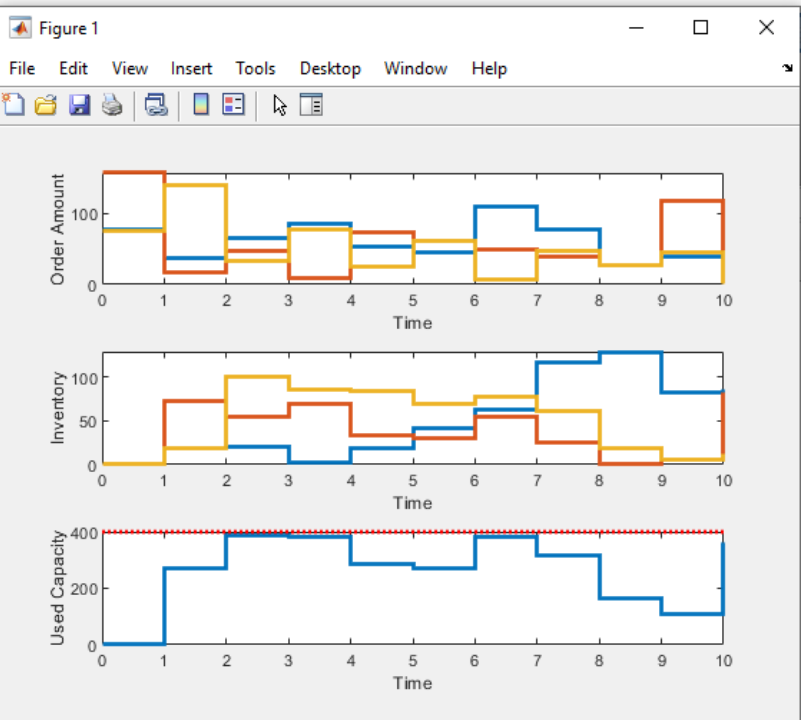 Figure 1
File Edit View Insert Tools Desktop Window Help
Order Amount
100
0
0 1 2 3 4 5 6 7 8 9 10
Time
Inventory
100
50
0
0 1 2 3 4 5 6 7 8 9 10
Time
Used Capacity
400
200
0
0 1 2 3 4 5 6 7 8 9 10
Time